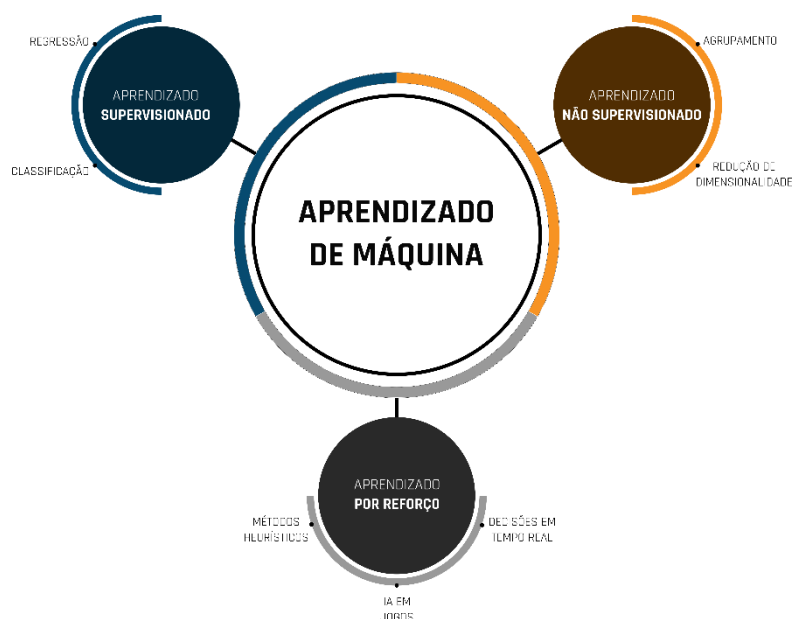 REGRESSÃO
APRENDIZADO
SUPERVISIONADO
CLASSIFICAÇÃO
AGRUPAMENTO
APRENDIZADO
NÃO SUPERVISIONADO
REDUÇÃO DE
DIMENSIONALIDADE
APRENDIZADO
DE MÁQUINA
APRENDIZADO
POR REFORÇO
MÉTODOS
HEURÍSTICOS
DECISÕES EM
TEMPO REAL
IA EM
JOGOS